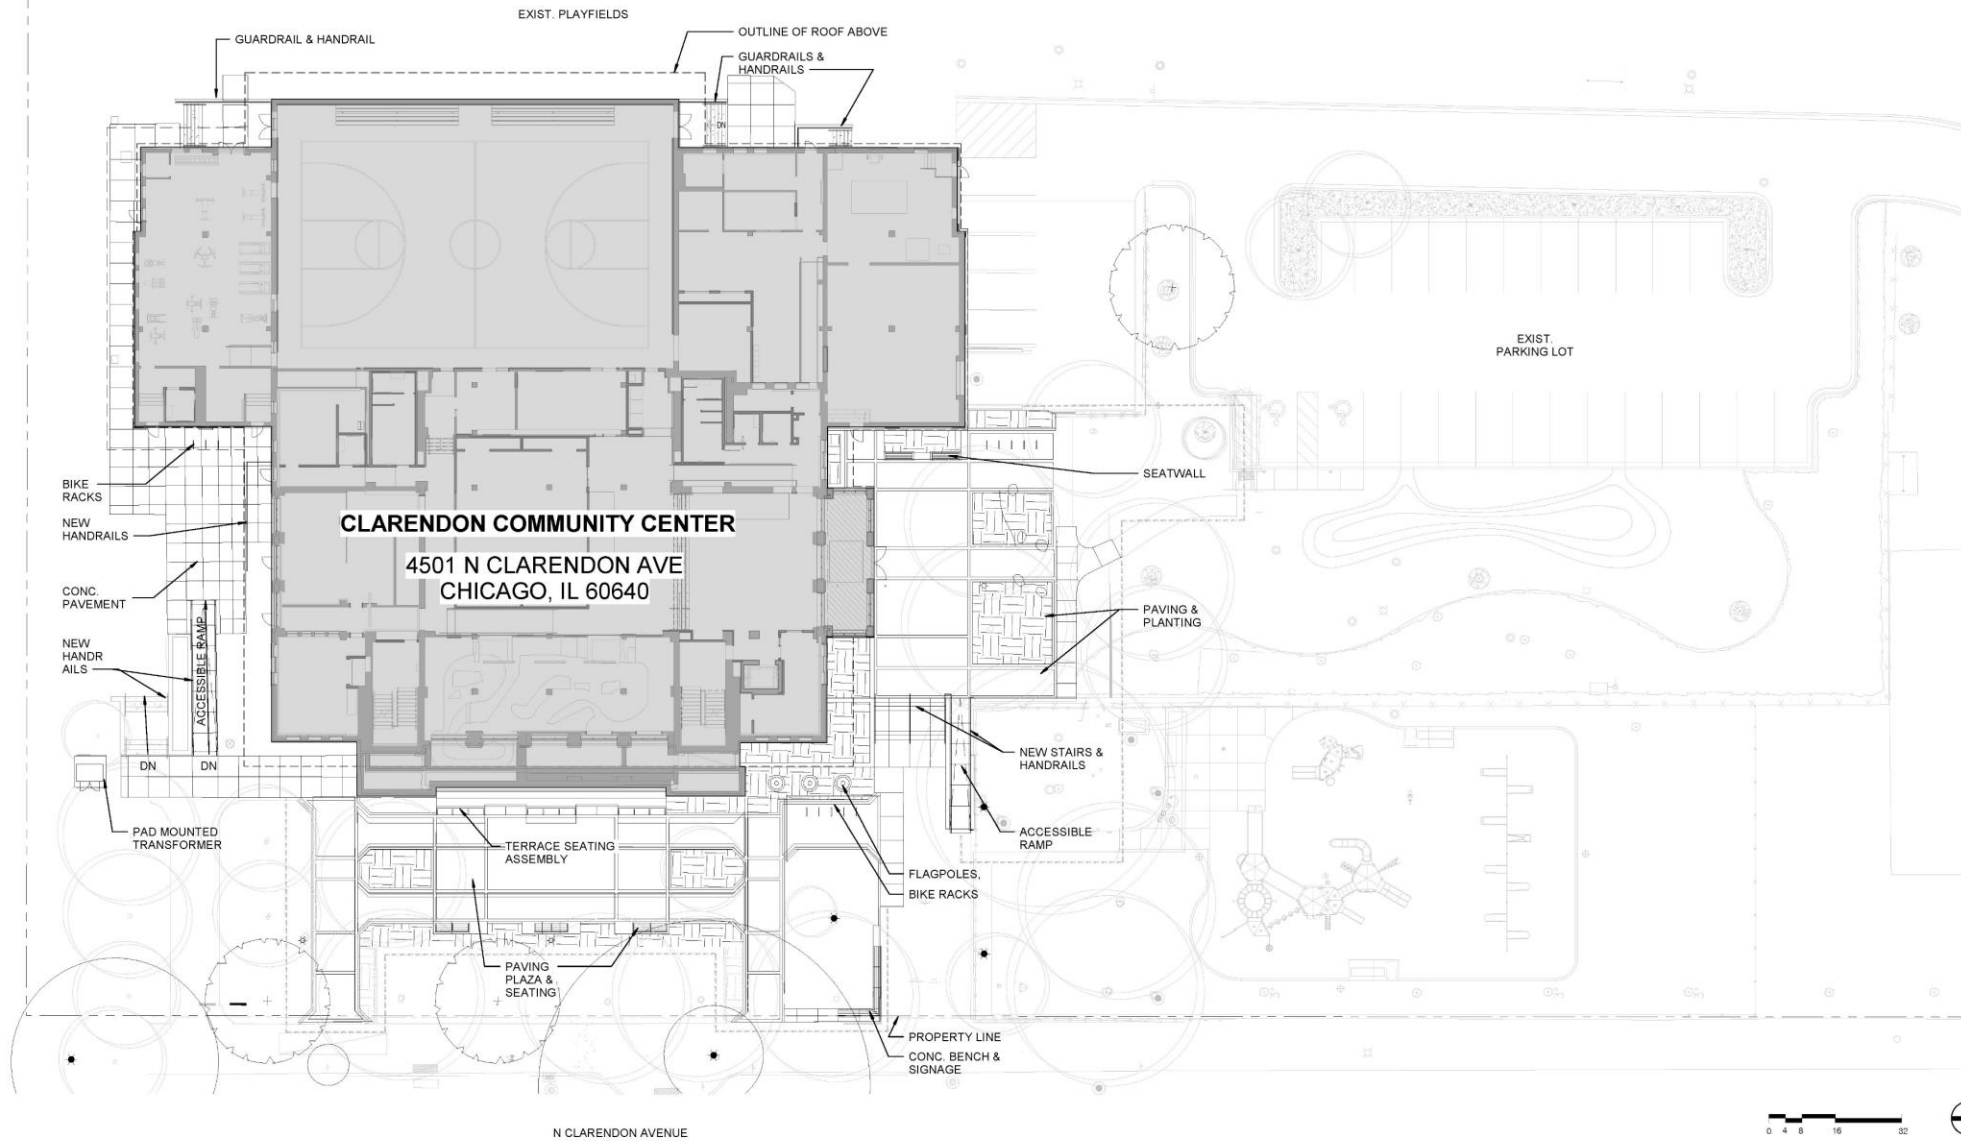 EXIST. PLAYFIELDS
GUARDRAIL & HANDRAIL
OUTLINE OF ROOF ABOVE
GUARDRAILS &
HANDRAILS
DN
EXIST.
PARKING LOT
BIKE
RACKS
SEATWALL
NEW
HANDRAILS
CLARENDON COMMUNITY CENTER
4501 N CLARENDON AVE
CHICAGO, IL 60640
CONC.
PAVEMENT
PAVING &
PLANTING
NEW
HANDR
AILS
ACCESSIBLE RAMP
NEW STAIRS &
HANDRAILS
DN
DN
PAD MOUNTED
TRANSFORMER
TERRACE SEATING
ASSEMBLY
ACCESSIBLE
RAMP
FLAGPOLES,
BIKE RACKS
PAVING
PLAZA &
SEATING
PROPERTY LINE
CONC. BENCH &
SIGNAGE
N CLARENDON AVENUE
0 4 8 16 32